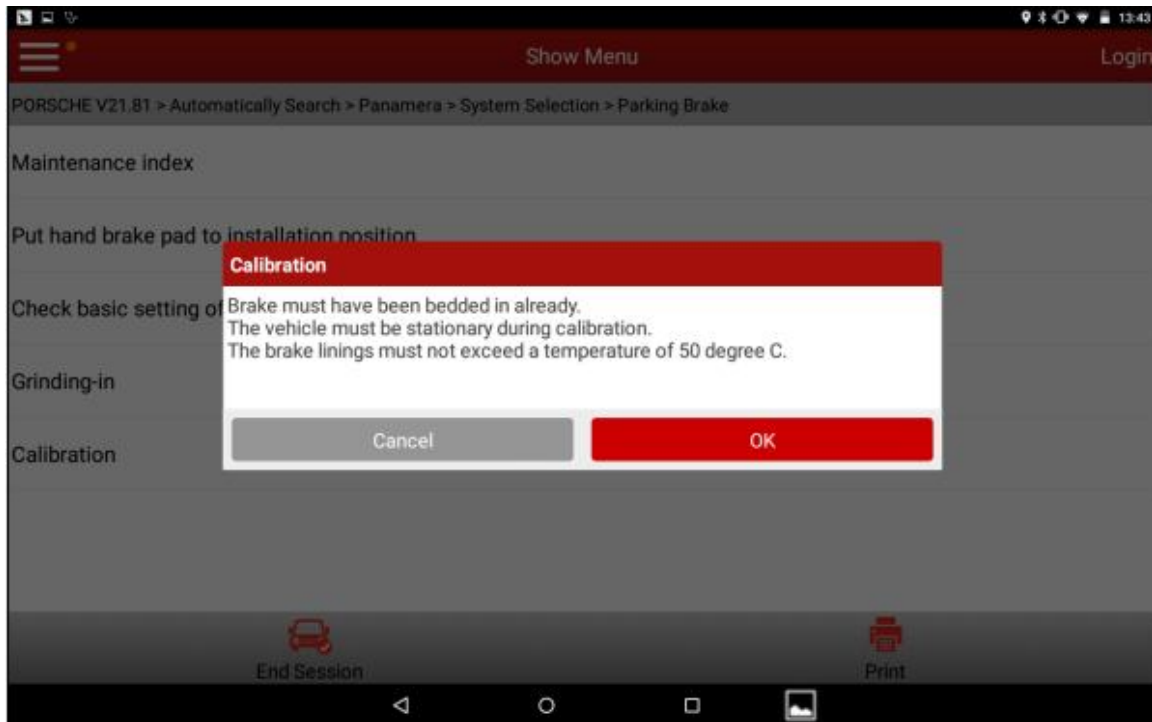 13:43
Show Menu
Login
PORSCHE V21.81 > Automatically Search > Panamera > System Selection > Parking Brake
Maintenance index
Put hand brake pad to installation position
Calibration
Check basic setting of
Brake must have been bedded in already.
The vehicle must be stationary during calibration.
The brake linings must not exceed a temperature of 50 degree C.
Grinding-in
Cancel
OK
Calibration
End Session
Print